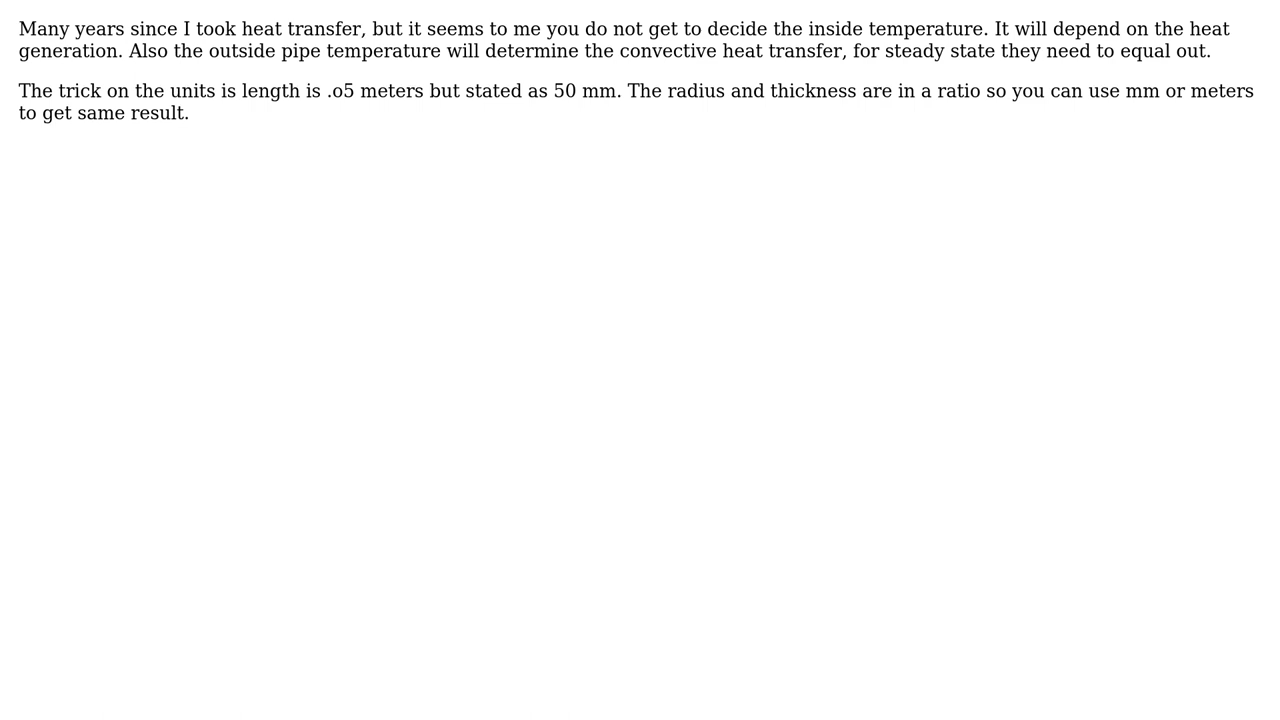 Many years since I took heat transfer, but it seems to me you do not get to decide the inside temperature. It will depend on the heat
generation. Also the outside pipe temperature will determine the convective heat transfer, for steady state they need to equal out.
The trick on the units is length is .o5 meters but stated as 50 mm. The radius and thickness are in a ratio so you can use mm or meters
to get same result.